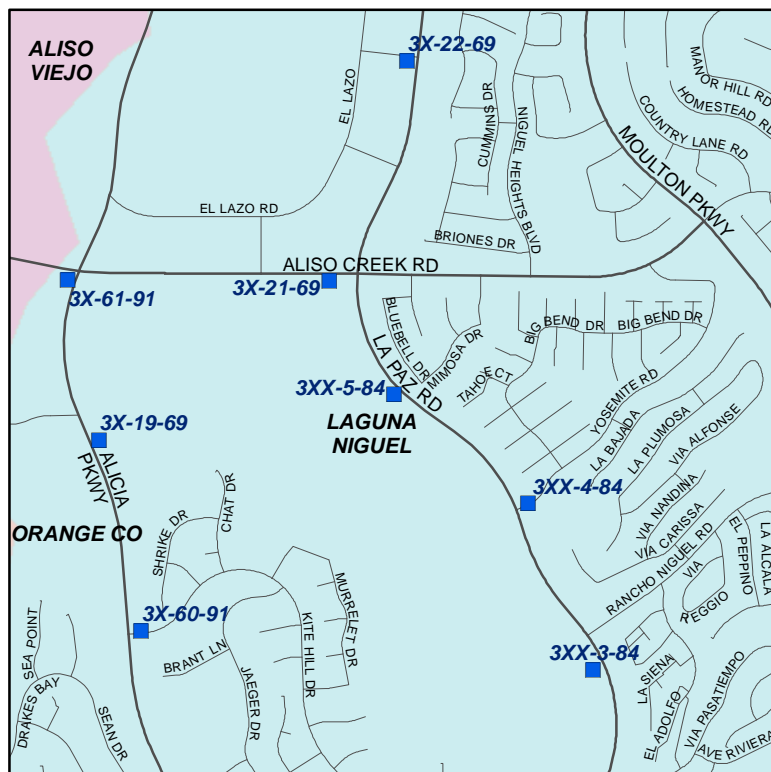 ALISO
VIEJO
3X-22-69
MANOR HILL RD
HOMESTEAD RD
COUNTRY LANE RD
EL LAZO
CUMMINS DR
NIGUEL HEIGHTS BLVD
MOULTON PKWY
EL LAZO RD
BRIONES DR
ALISO CREEK RD
3X-61-91
3X-21-69
BLUEBELL DR
MIMOSA DR
BIG BEND DR
BIG BEND DR
LA PAZ RD
TAHOE CT
3XX-5-84
YOSEMITE RD
LAGUNA
NIGUEL
3X-19-69
LA BAJADA
LA PLUMOSA
VIA ALFONSE
ALICIA
PKWY
3XX-4-84
VIA NANDINA
VIA CARISSA
ORANGE CO
CHAT DR
SHRIKE DR
RANCHO NIGUEL RD
EL PEPPINO
LA ALCALA
VIA
REGGIO
3X-60-91
MURRELET DR
KITE HILL DR
BRANT LN
JAEGER DR
SEA POINT
DRAKES BAY
SEAN DR
3XX-3-84
LA SIENA
EL ADOLFO
VIA PASATIEMPO
AVE RIVIERA